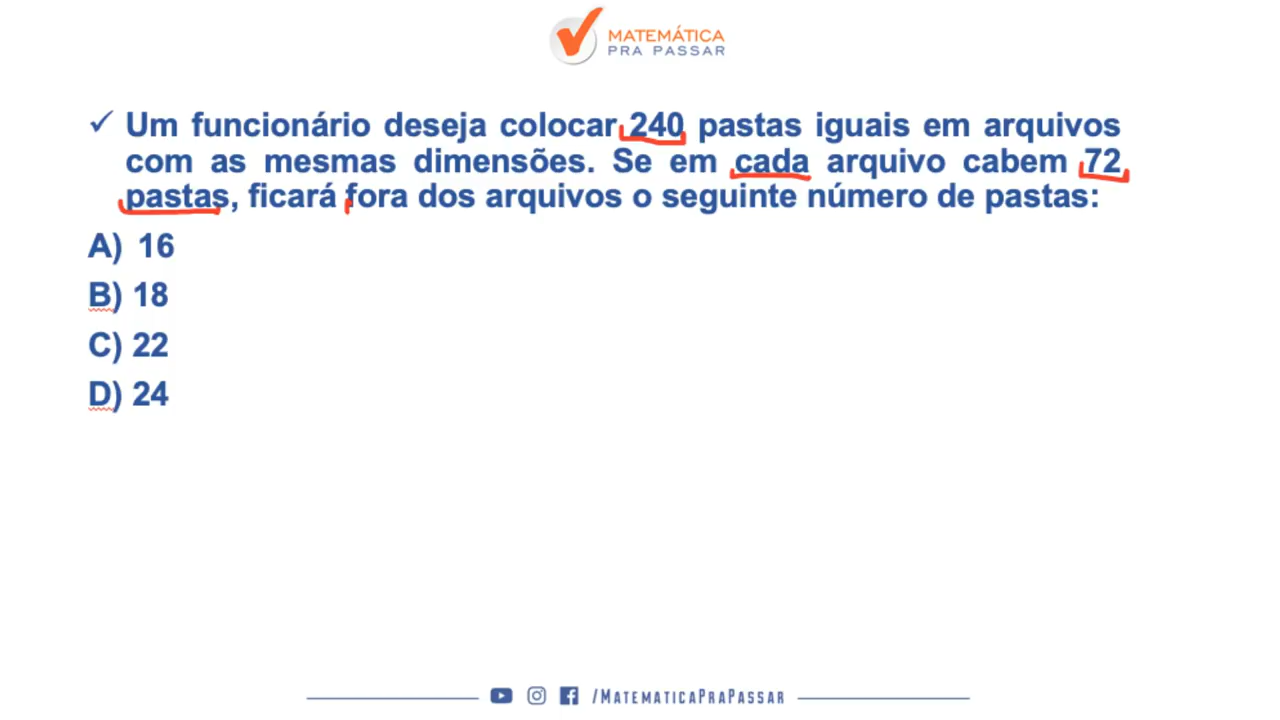 MATEMÁTICA
PRA PASSAR
✓ Um funcionário deseja colocar 240 pastas iguais em arquivos
com as mesmas dimensões. Se em cada arquivo cabem 72
pastas, ficará fora dos arquivos o seguinte número de pastas:
A) 16
B) 18
C) 22
D) 24
/MATEMATICAPRAPASSAR